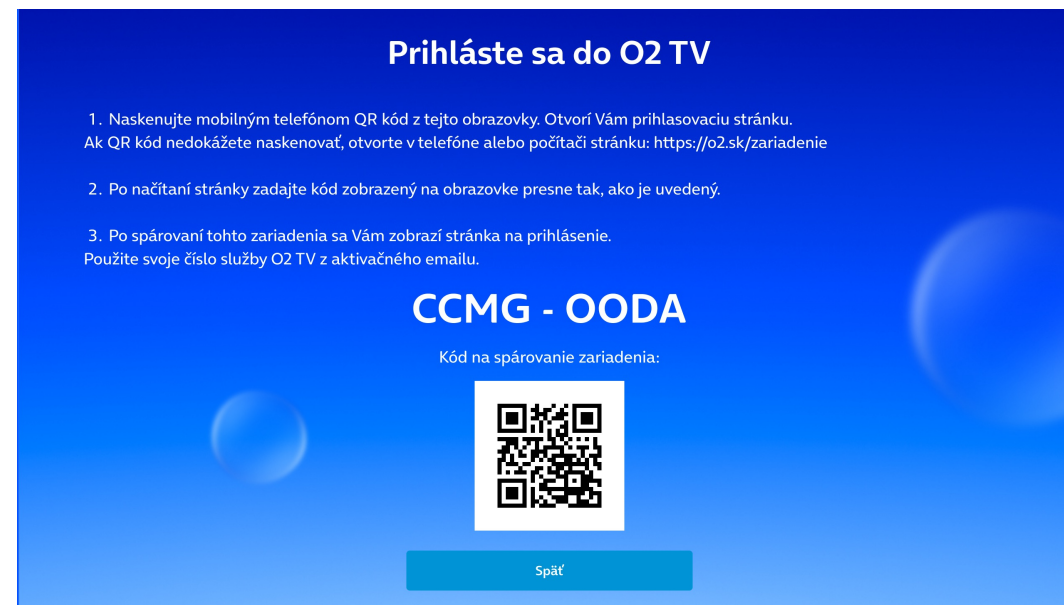 Prihláste sa do O2 TV
1. Naskenujte mobilným telefónom QR kód z tejto obrazovky. Otvorí Vám prihlasovaciu stránku.
Ak QR kód nedokážete naskenovať, otvorte v telefóne alebo počítači stránku: https://o2.sk/zariadenie
2. Po načítaní stránky zadajte kód zobrazený na obrazovke presne tak, ako je uvedený.
3. Po spárovaní tohto zariadenia sa Vám zobrazí stránka na prihlásenie.
Použite svoje číslo služby O2 TV z aktivačného emailu.
CCMG - OODA
Kód na spárovanie zariadenia:
Späť